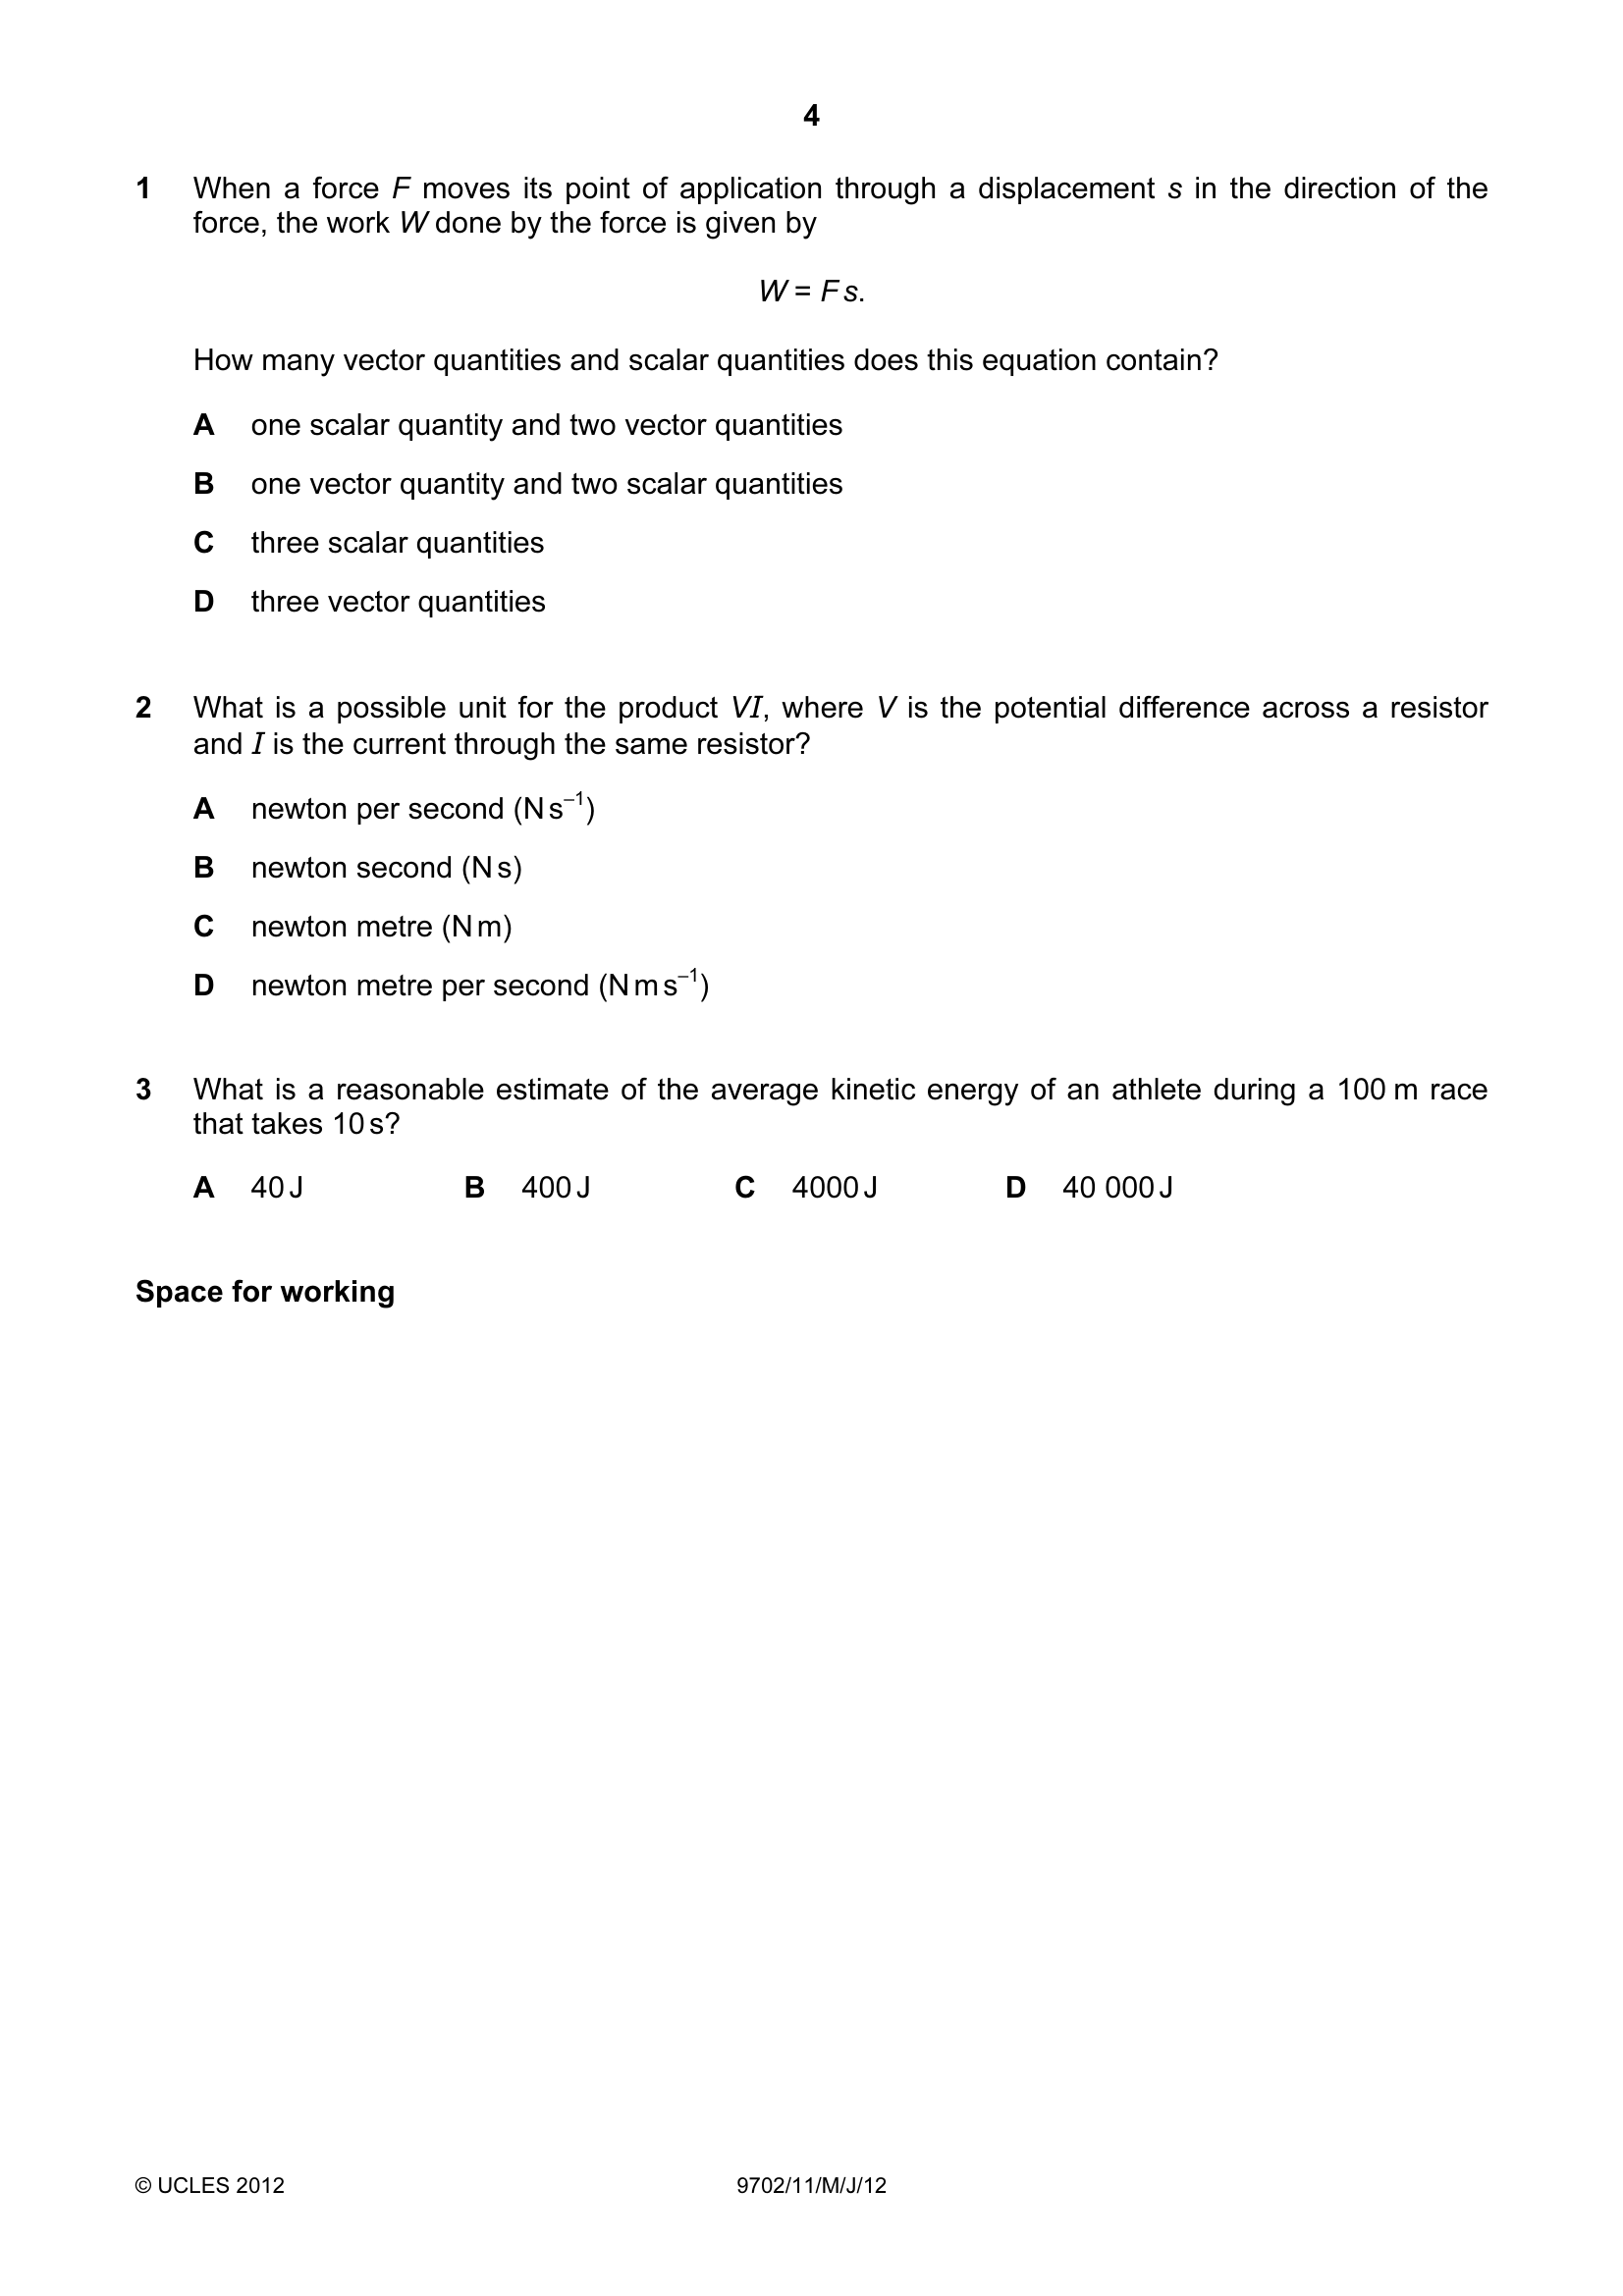 4
1 When a force F moves its point of application through a displacement s in the direction of the
force, the work W done by the force is given by
W = Fs.
How many vector quantities and scalar quantities does this equation contain?
A one scalar quantity and two vector quantities
B one vector quantity and two scalar quantities
C three scalar quantities
D three vector quantities
2 What is a possible unit for the product VI, where V is the potential difference across a resistor
and I is the current through the same resistor?
A newton per second (N s⁻¹)
B newton second (N s)
C newton metre (N m)
D newton metre per second (N m s⁻¹)
3 What is a reasonable estimate of the average kinetic energy of an athlete during a 100 m race
that takes 10 s?
A 40 J B 400 J C 4000 J D 40 000 J
Space for working
© UCLES 2012 9702/11/M/J/12